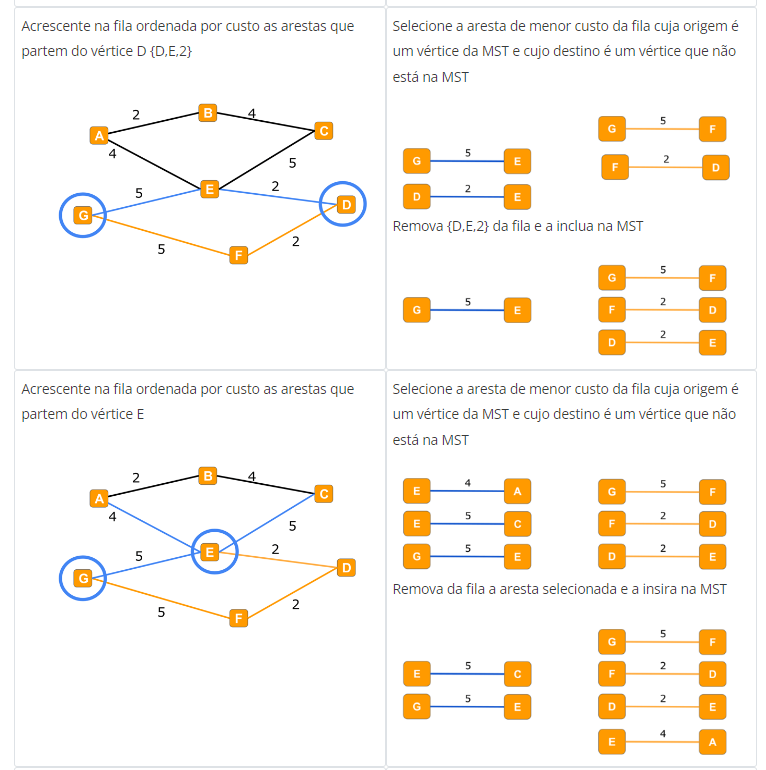 Acrescente na fila ordenada por custo as arestas que
partem do vértice D {D,E,2}
A
B
C
D
E
F
G
2
4
4
5
5
2
5
2
Selecione a aresta de menor custo da fila cuja origem é
um vértice da MST e cujo destino é um vértice que não
está na MST
G 5 E
D 2 E
G 5 F
F 2 D
Remova {D,E,2} da fila e a inclua na MST
G 5 E
G 5 F
F 2 D
D 2 E
Acrescente na fila ordenada por custo as arestas que
partem do vértice E
A
B
C
D
E
F
G
2
4
4
5
5
2
5
2
Selecione a aresta de menor custo da fila cuja origem é
um vértice da MST e cujo destino é um vértice que não
está na MST
E 4 A
E 5 C
G 5 E
G 5 F
F 2 D
D 2 E
Remova da fila a aresta selecionada e a insira na MST
E 5 C
G 5 E
G 5 F
F 2 D
D 2 E
E 4 A